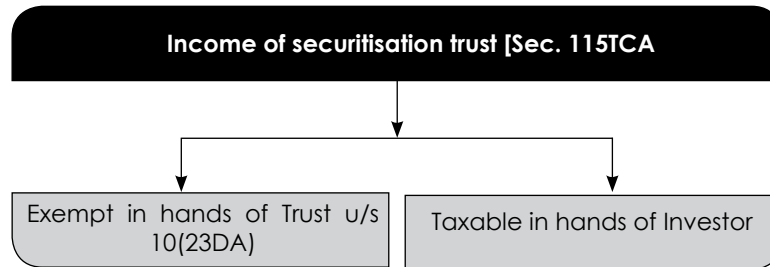 Income of securitisation trust [Sec. 115TCA
Exempt in hands of Trust u/s
10(23DA)
Taxable in hands of Investor